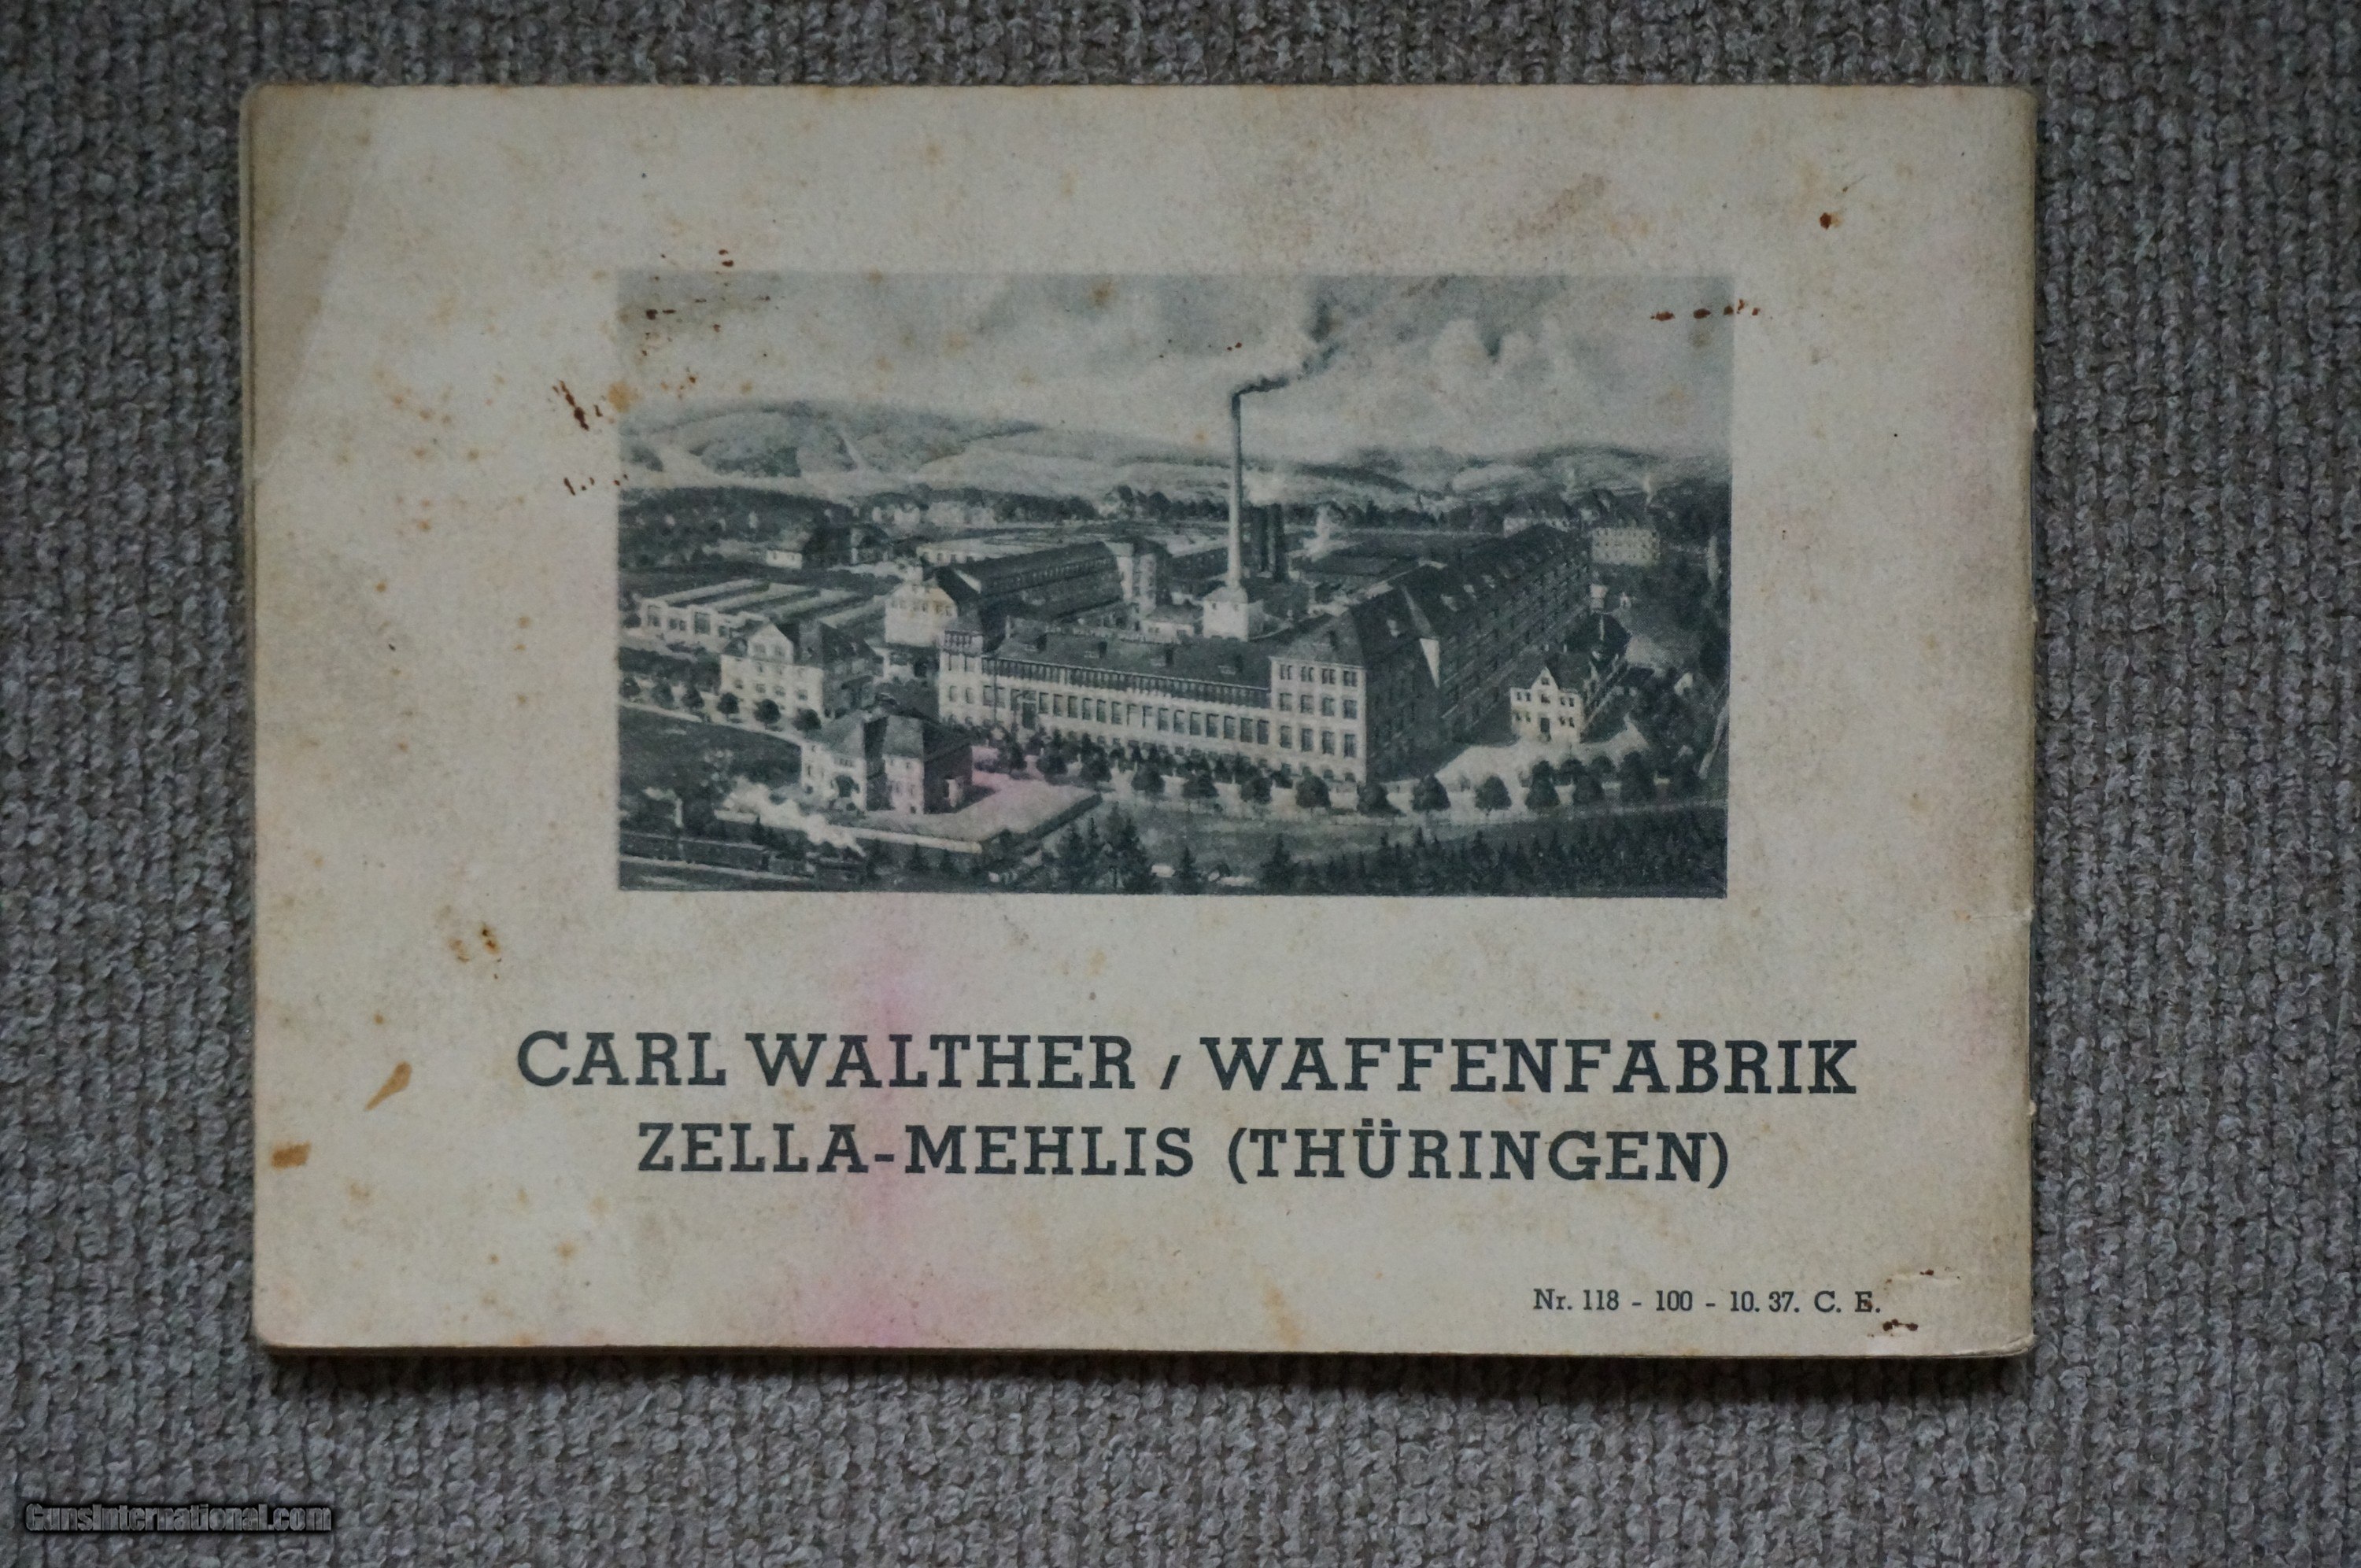 CARL WALTHER / WAFFENFABRIK
ZELLA-MEHLIS (THÜRINGEN)
Nr. 118 - 100 - 10. 37. C. E.
GunsInternational.com